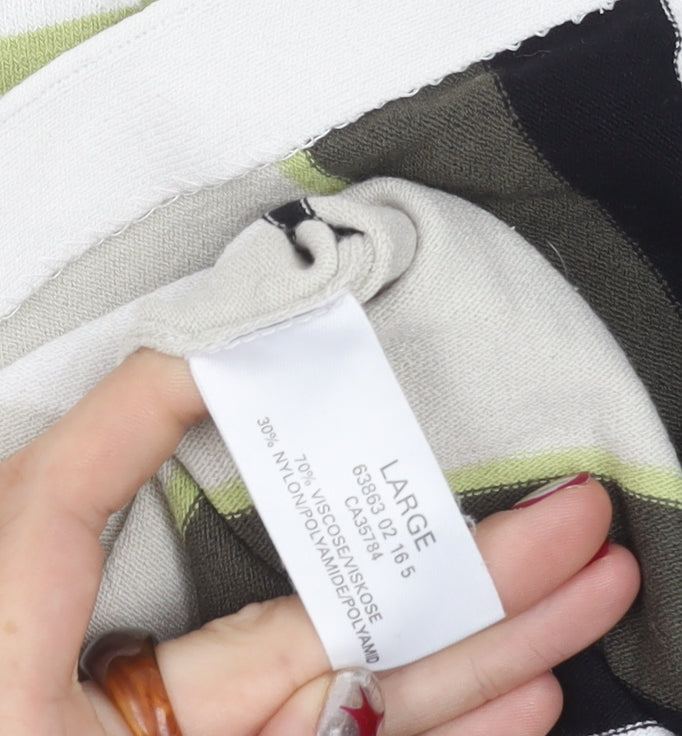 LARGE
63863 02 16 5
CA35784
70% VISCOSE/VISKOSE
30% NYLON/POLYAMIDE/POLYAMID